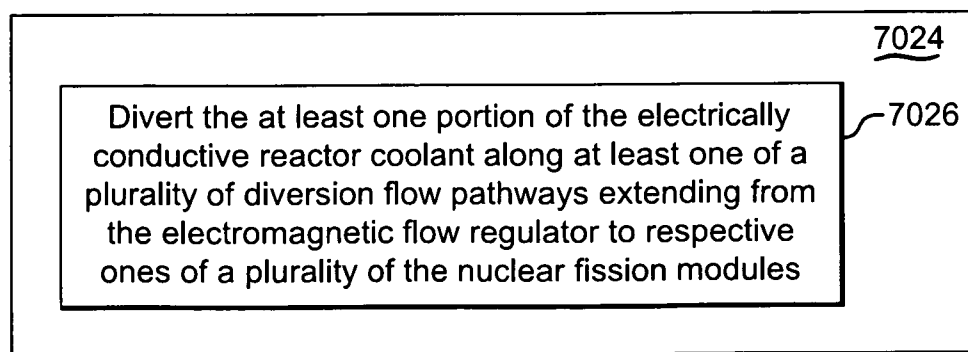 7024
Divert the at least one portion of the electrically
conductive reactor coolant along at least one of a
plurality of diversion flow pathways extending from
the electromagnetic flow regulator to respective
ones of a plurality of the nuclear fission modules
7026